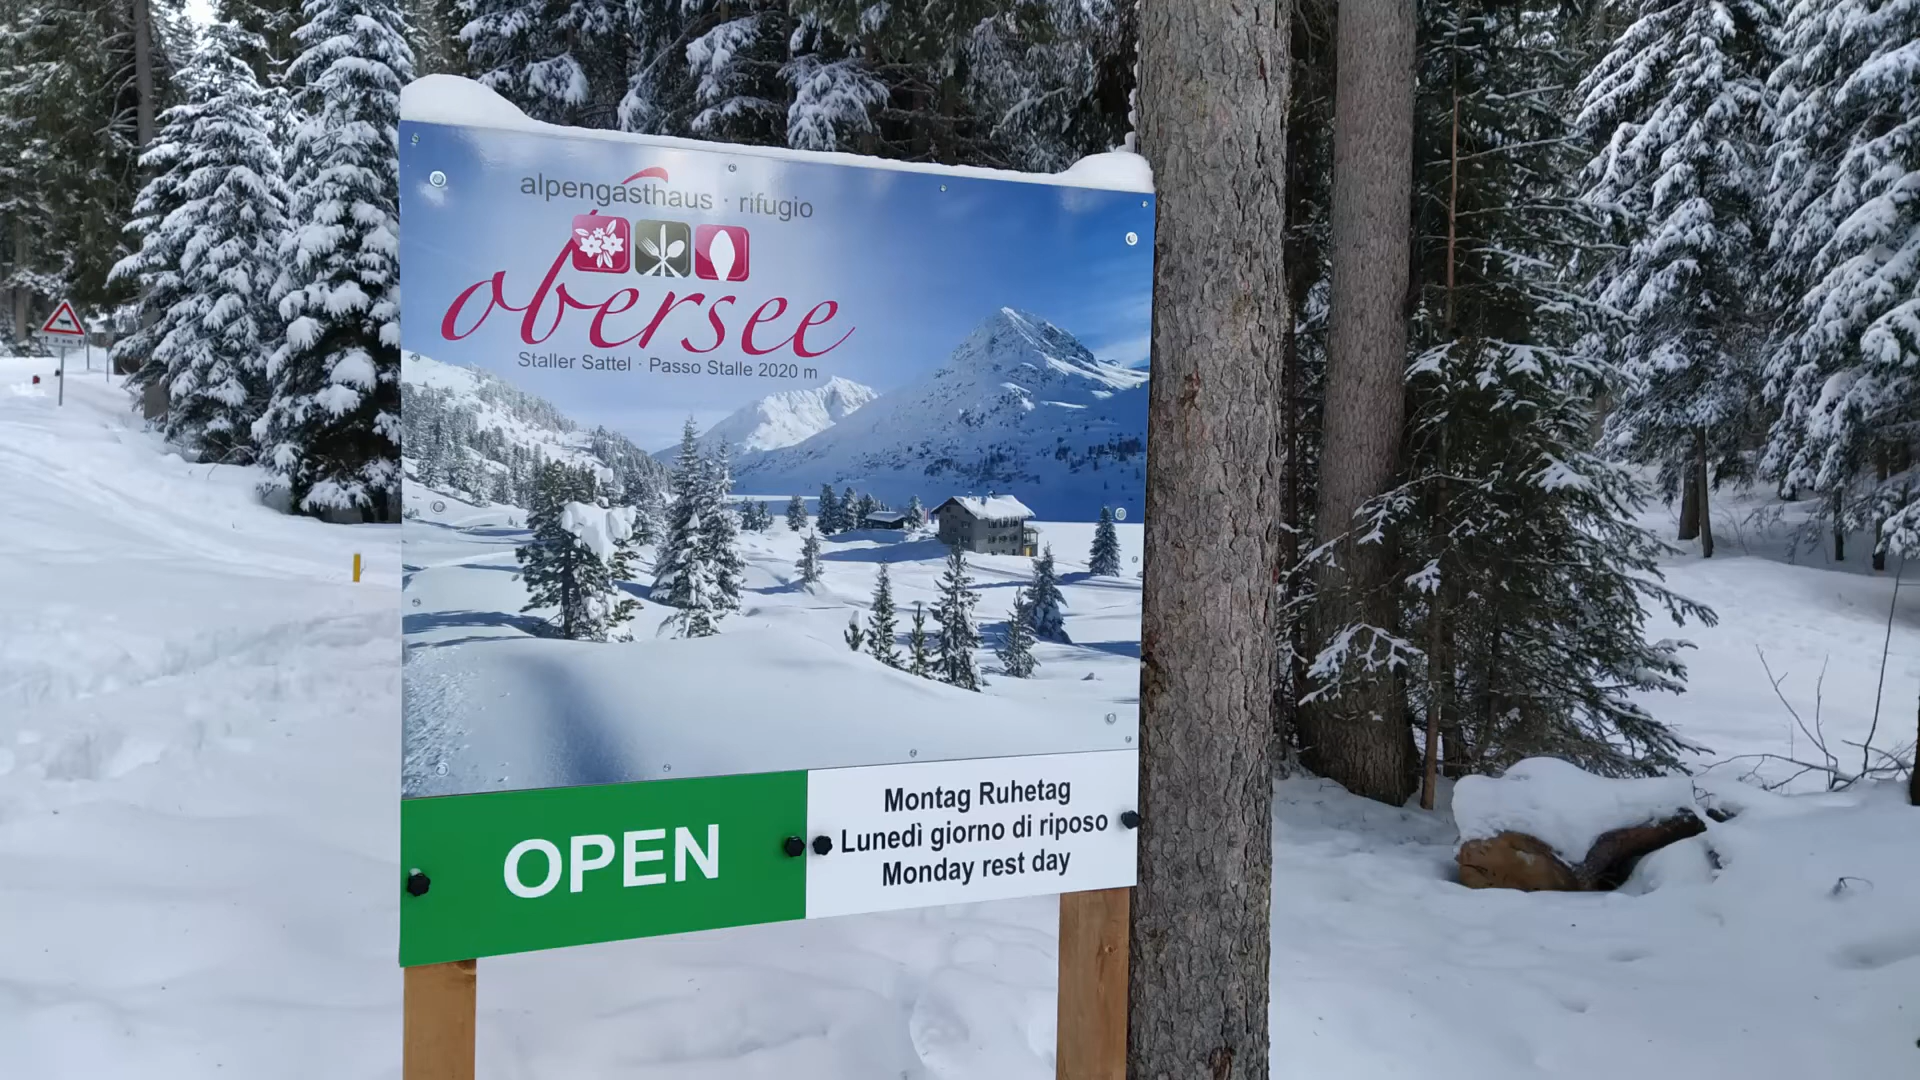 alpengasthaus · rifugio
obersee
Staller Sattel · Passo Stalle 2020 m
OPEN
Montag Ruhetag
Lunedì giorno di riposo
Monday rest day